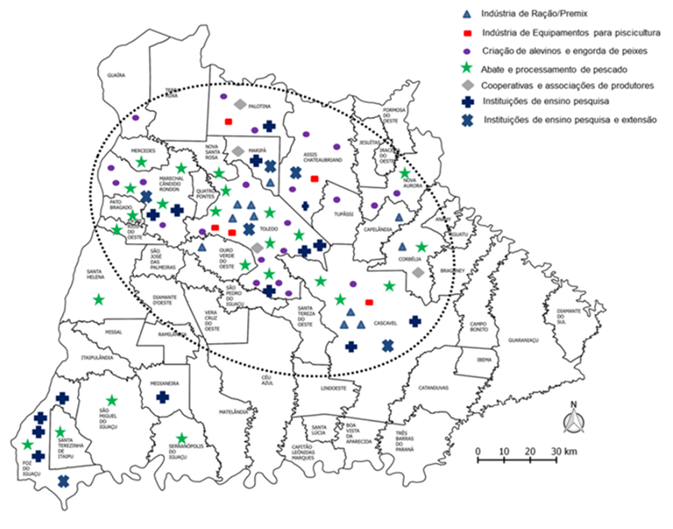 Indústria de Ração/Premix
Indústria de Equipamentos para piscicultura
Criação de alevinos e engorda de peixes
Abate e processamento de pescado
Cooperativas e associações de produtores
Instituições de ensino pesquisa
Instituições de ensino pesquisa e extensão
GUAÍRA
PALOTINA
FORMOSA
DO
OESTE
JESUÍTAS
MERCEDES
NOVA
SANTA
ROSA
MARIPÁ
ASSIS
CHATEAUBRIAND
NOVA
AURORA
MARECHAL
CÂNDIDO
RONDON
QUATRO
PONTES
PATO
BRAGADO
TOLEDO
TUPÃSSI
CAFELÂNDIA
IGUATU
CORBÉLIA
OURO
VERDE
DO
OESTE
SÃO
JOSÉ
DAS
PALMEIRAS
SANTA
HELENA
SÃO
PEDRO
DO
IGUAÇU
DIAMANTE
D'OESTE
VERA
CRUZ
DO
OESTE
SANTA
TEREZA
DO
OESTE
CASCAVEL
CAMPO
BONITO
GUARANIAÇU
DIAMANTE
DO
SUL
MISSAL
RAMILÂNDIA
ITAIPULÂNDIA
IBEMA
CÉU
AZUL
LINDOESTE
CATANDUVAS
SÃO
MIGUEL
DO
IGUAÇU
MATELÂNDIA
SANTA
TEREZINHA
DE
ITAIPU
SERRANÓPOLIS
DO
IGUAÇU
FOZ
DO
IGUAÇU
SANTA
LÚCIA
BOA
VISTA
DA
APARECIDA
CAPITÃO
LEÔNIDAS
MARQUES
TRÊS
BARRAS
DO
PARANÁ
0 10 20 30 km